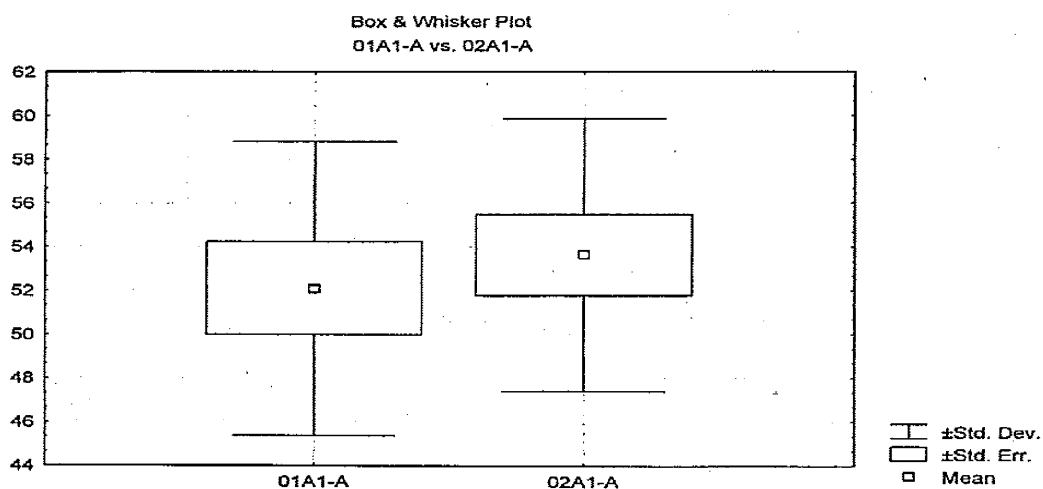 Box & Whisker Plot
01A1-A vs. 02A1-A
62
60
58
56
54
52
50
48
46
44
01A1-A
02A1-A
±Std. Dev.
±Std. Err.
Mean